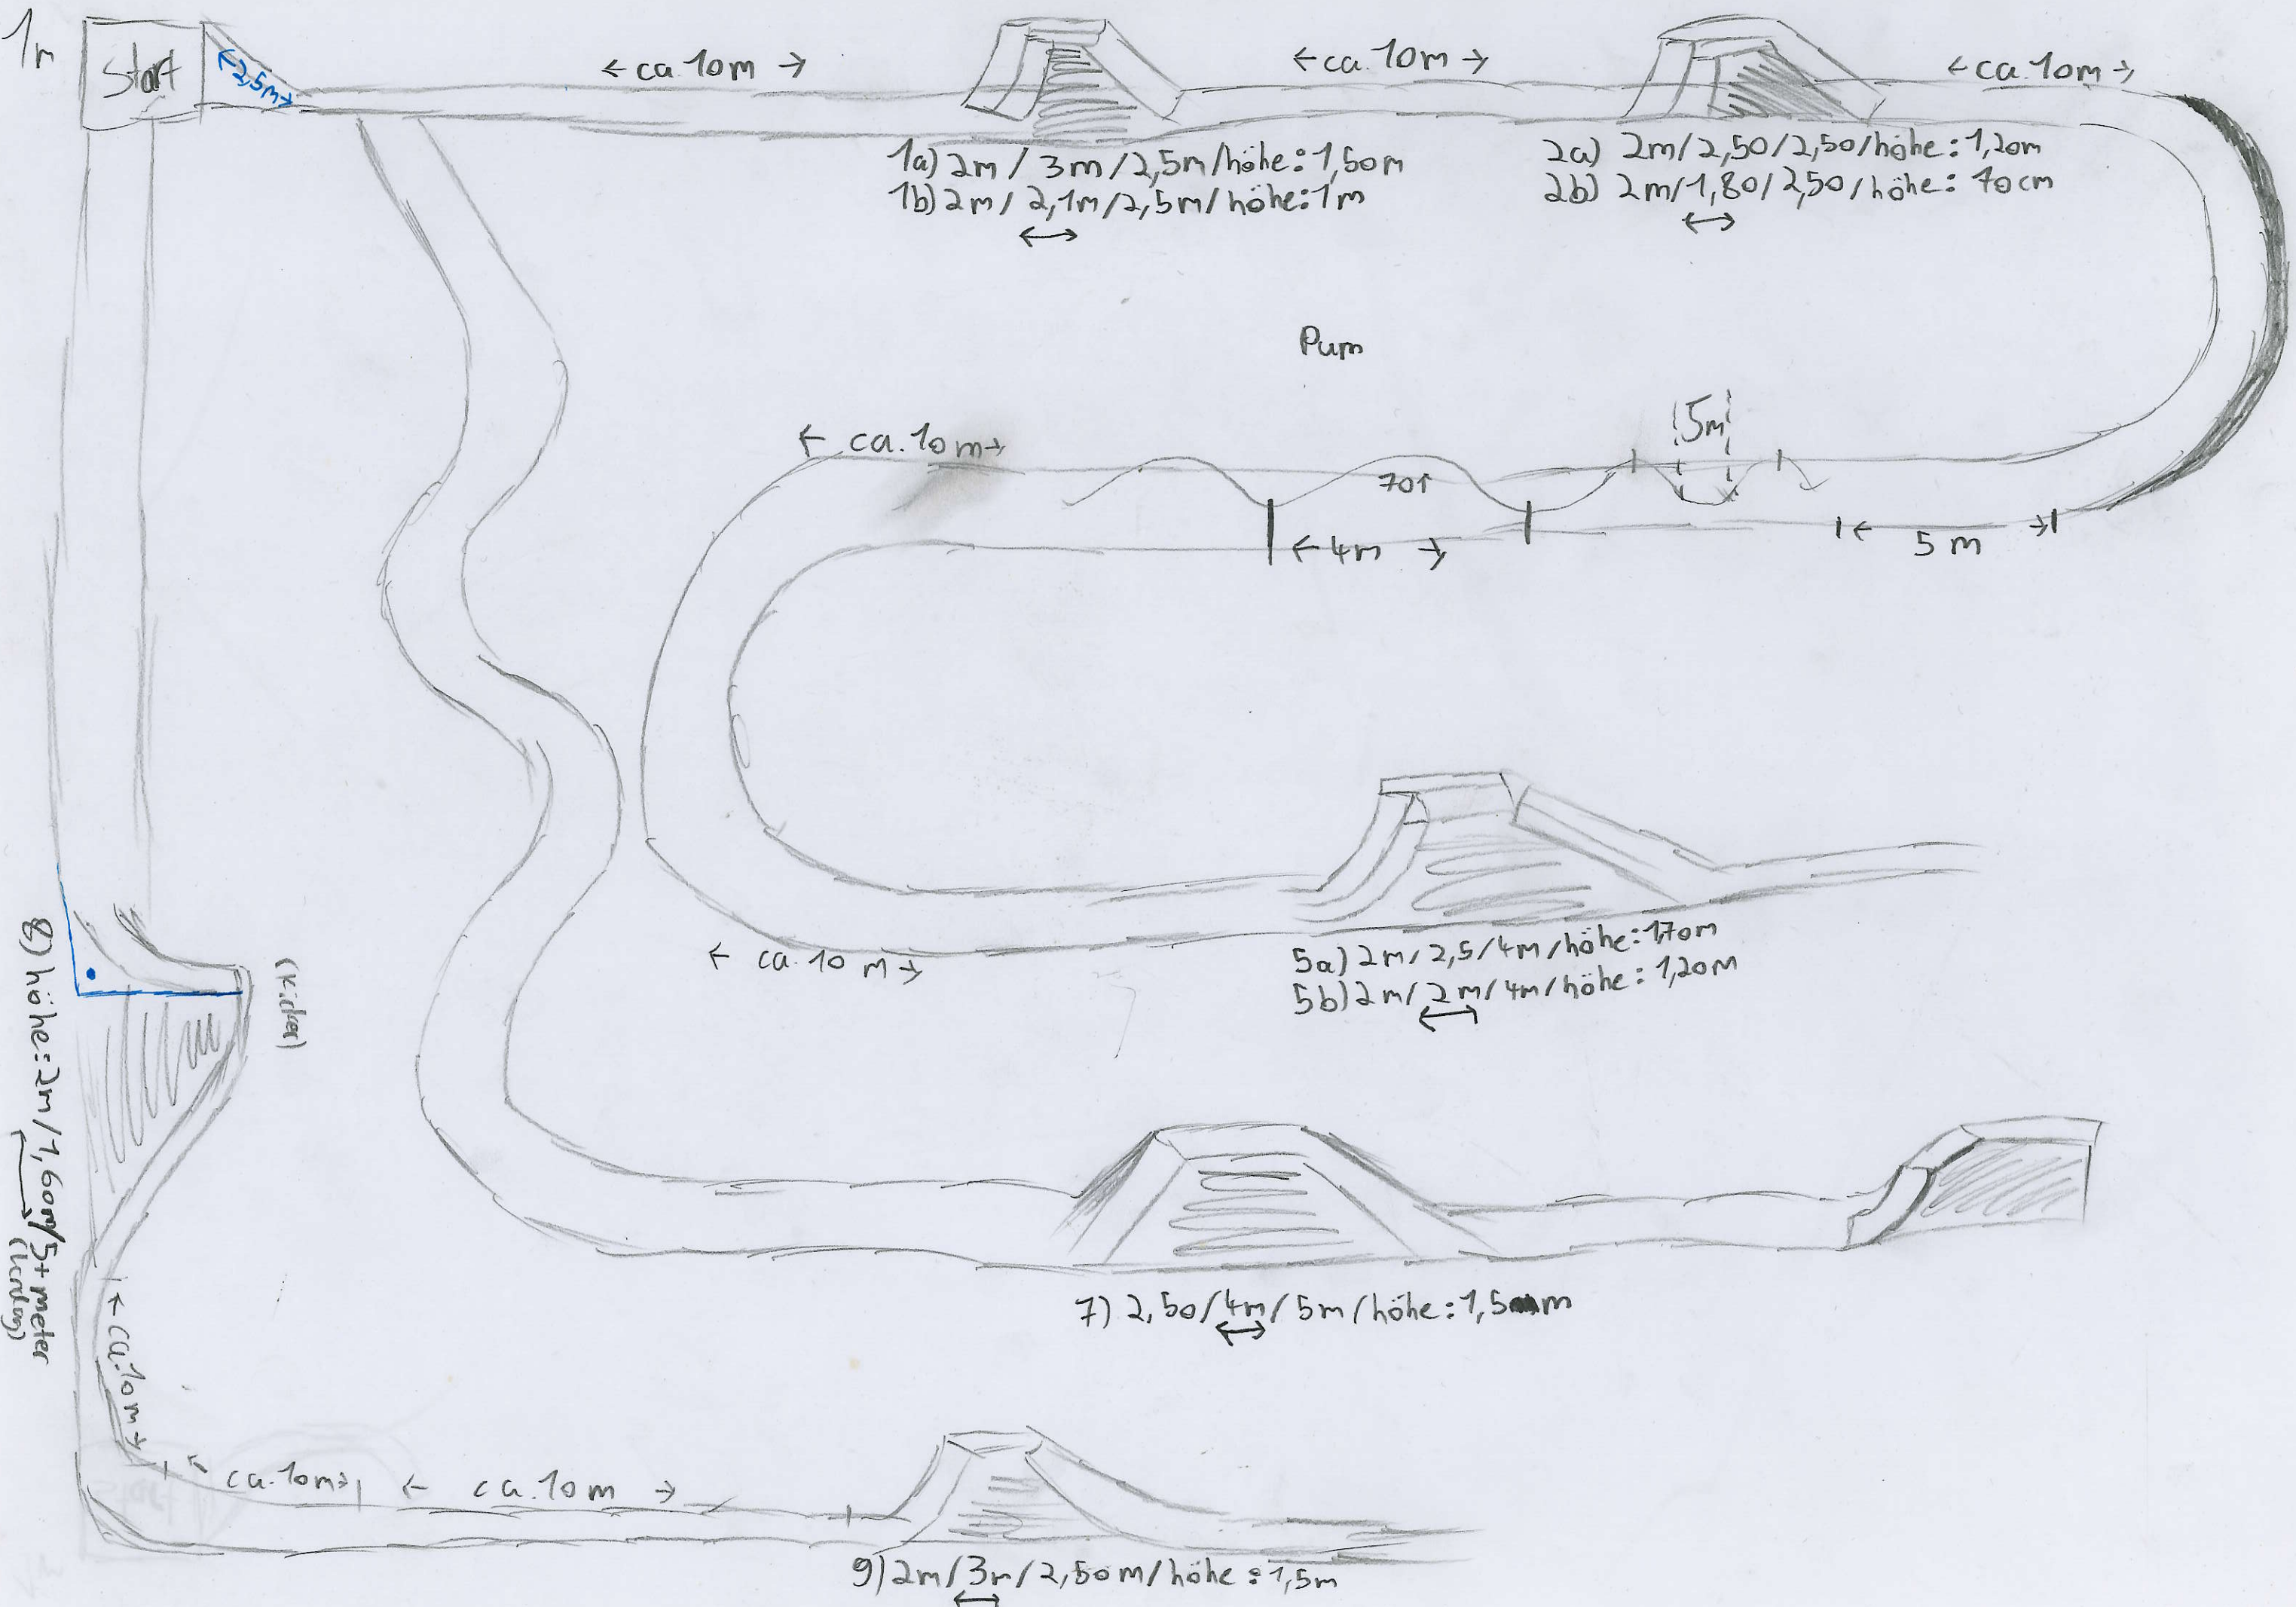 1m
Start
←2,5m→
← ca 10m →
←ca. 10m→
←ca. 10m→
1a) 2m / 3m / 2,5m / höhe: 1,50m
1b) 2m / 2,1m / 2,5m / höhe: 1m
2a) 2m / 2,50 / 2,50 / höhe: 1,20m
2b) 2m / 1,80 / 2,50 / höhe: 70cm
Pum
← ca. 10m→
70↑
5m
← 4m →
← 5m →
← ca. 10 m→
5a) 2m / 2,5 / 4m / höhe: 1,70m
5b) 2m / 2m / 4m / höhe: 1,20m
(Kicker)
8) höhe: 2m / 1,60m / 5+ meter
7) 2,50 / 4m / 5m / höhe: 1,5m
← ca. 10m→
← ca. 10m→
← ca. 10m →
9) 2m / 3m / 2,50m / höhe: 1,5m